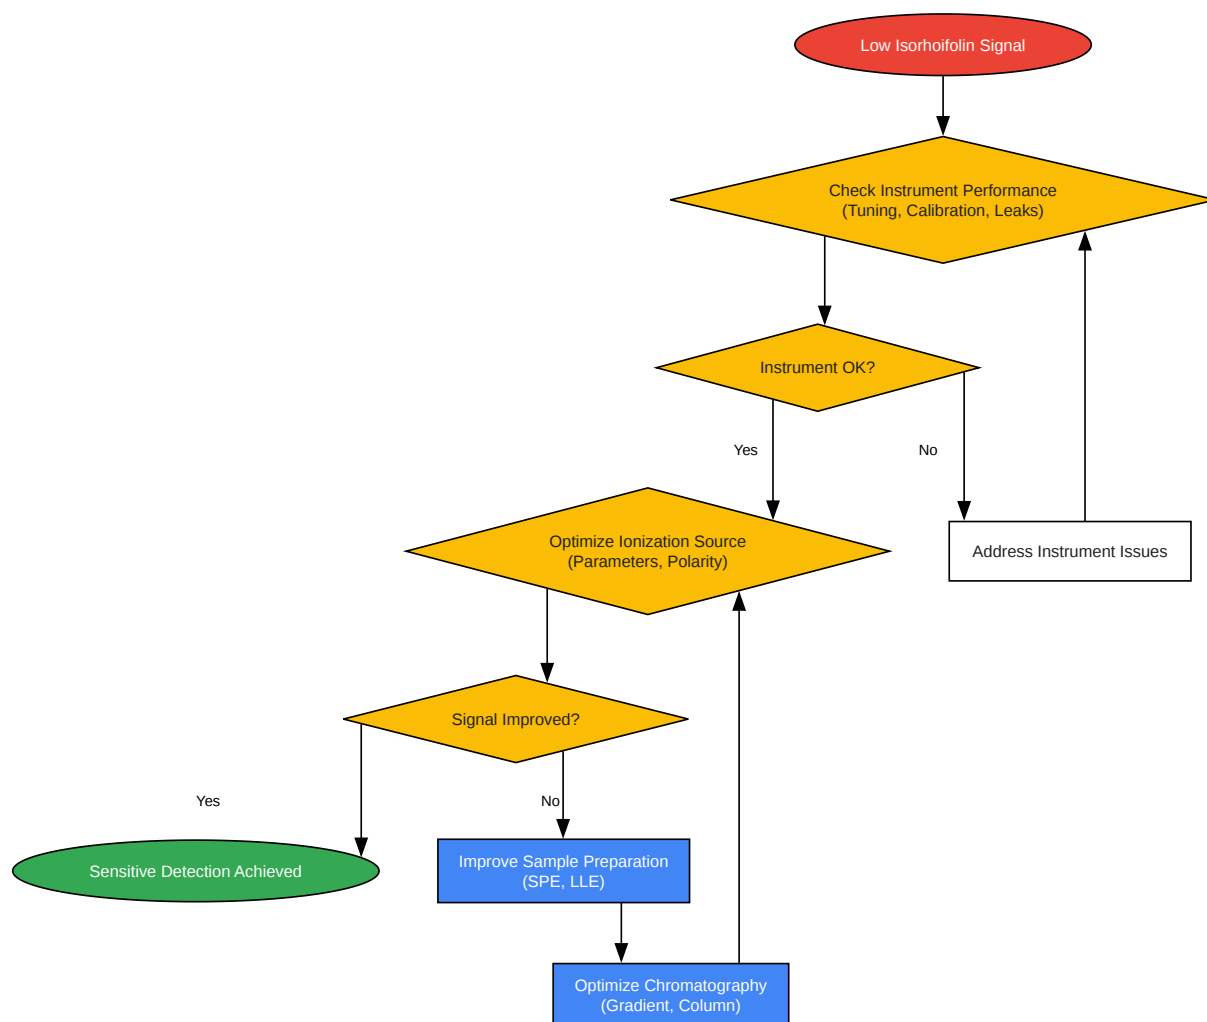 Low Isorhoifolin Signal
Check Instrument Performance
(Tuning, Calibration, Leaks)
Instrument OK?
Yes
No
Optimize Ionization Source
(Parameters, Polarity)
Address Instrument Issues
Signal Improved?
Yes
No
Sensitive Detection Achieved
Improve Sample Preparation
(SPE, LLE)
Optimize Chromatography
(Gradient, Column)